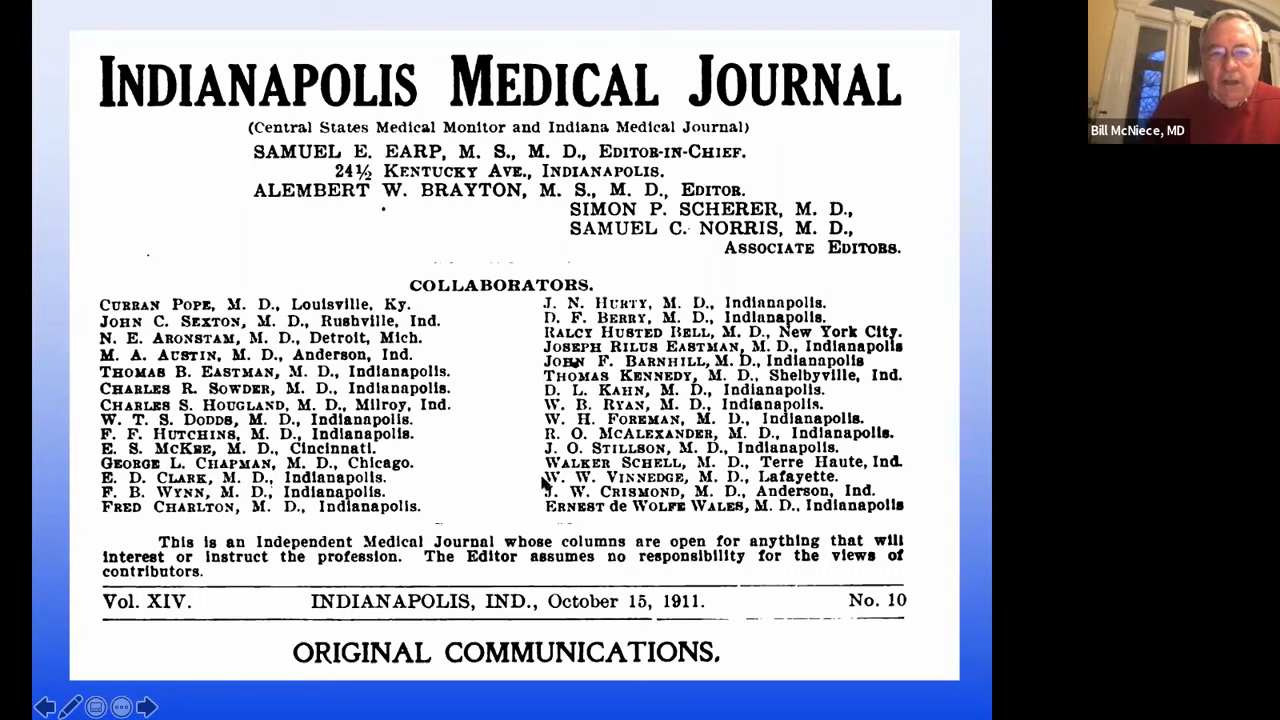 INDIANAPOLIS MEDICAL JOURNAL
(Central States Medical Monitor and Indiana Medical Journal)
SAMUEL E. EARP, M. S., M. D., EDITOR-IN-CHIEF.
24½ KENTUCKY AVE., INDIANAPOLIS.
ALEMBERT W. BRAYTON, M. S., M. D., EDITOR.
SIMON P. SCHERER, M. D.,
SAMUEL C. NORRIS, M. D.,
ASSOCIATE EDITORS.
COLLABORATORS.
CURRAN POPE, M. D., Louisville, Ky.
JOHN C. SEXTON, M. D., Rushville, Ind.
N. E. ARONSTAM, M. D., Detroit, Mich.
M. A. AUSTIN, M. D., Anderson, Ind.
THOMAS B. EASTMAN, M. D., Indianapolis.
CHARLES R. SOWDER, M. D., Indianapolis.
CHARLES S. HOUGLAND, M. D., Milroy, Ind.
W. T. S. DODDS, M. D., Indianapolis.
F. F. HUTCHINS, M. D., Indianapolis.
E. S. MCKEE, M. D., Cincinnati.
GEORGE L. CHAPMAN, M. D., Chicago.
E. D. CLARK, M. D., Indianapolis.
F. B. WYNN, M. D., Indianapolis.
FRED CHARLTON, M. D., Indianapolis.
J. N. HURTY, M. D., Indianapolis.
D. F. BERRY, M. D., Indianapolis.
RALCY HUSTED BELL, M. D., New York City.
JOSEPH RILUS EASTMAN, M. D., Indianapolis
JOHN F. BARNHILL, M. D., Indianapolis
THOMAS KENNEDY, M. D., Shelbyville, Ind.
D. L. KAHN, M. D., Indianapolis.
W. B. RYAN, M. D., Indianapolis.
W. H. FOREMAN, M. D., Indianapolis.
R. O. MCALEXANDER, M. D., Indianapolis.
J. O. STILLSON, M. D., Indianapolis.
WALKER SCHELL, M. D., Terre Haute, Ind.
W. W. VINNEDGE, M. D., Lafayette.
J. W. CRISMOND, M. D., Anderson, Ind.
ERNEST de WOLFE WALES, M. D., Indianapolis
This is an Independent Medical Journal whose columns are open for anything that will
interest or instruct the profession. The Editor assumes no responsibility for the views of
contributors.
Vol. XIV. INDIANAPOLIS, IND., October 15, 1911. No. 10
ORIGINAL COMMUNICATIONS.
Bill McNiece, MD